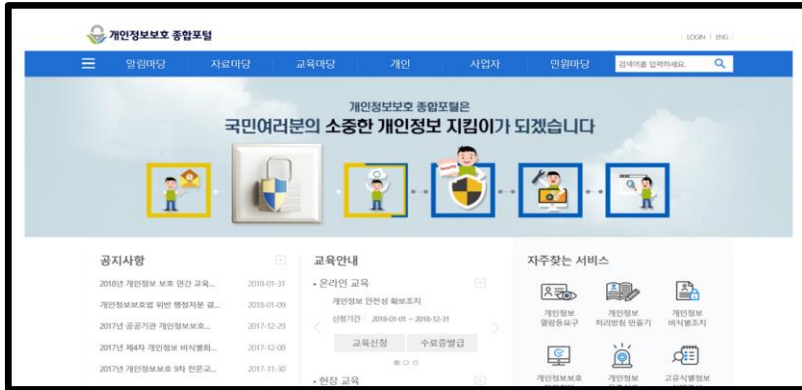 개인정보보호 종합포털
LOGIN | ENG
알림마당 자료마당 교육마당 개인 사업자 민원마당 검색어를 입력하세요.
개인정보보호 종합포털은
국민여러분의 소중한 개인정보 지킴이가 되겠습니다
공지사항
2018년 개인정보 보호 연간 교육... 2018-01-31
개인정보보호법 위반 행정처분 결... 2018-01-09
2017년 공공기관 개인정보보호... 2017-12-29
2017년 제4차 개인정보 비식별화... 2017-12-08
2017년 개인정보보호 9차 전문교... 2017-11-30
교육안내
• 온라인 교육
개인정보 안전성 확보조치
신청기간 : 2018-01-01 ~ 2018-12-31
교육신청 수료증발급
• 현장 교육
자주찾는 서비스
개인정보
열람등요구
개인정보
처리방침 만들기
개인정보
비식별조치
개인정보보호
개인정보
고유식별정보